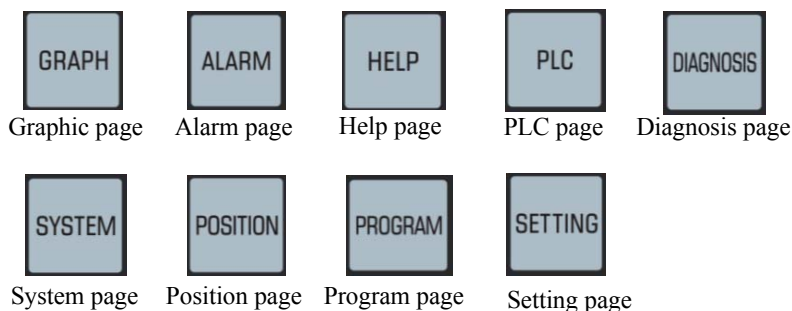 GRAPH ALARM HELP PLC DIAGNOSIS
Graphic page Alarm page Help page PLC page Diagnosis page
SYSTEM POSITION PROGRAM SETTING
System page Position page Program page Setting page